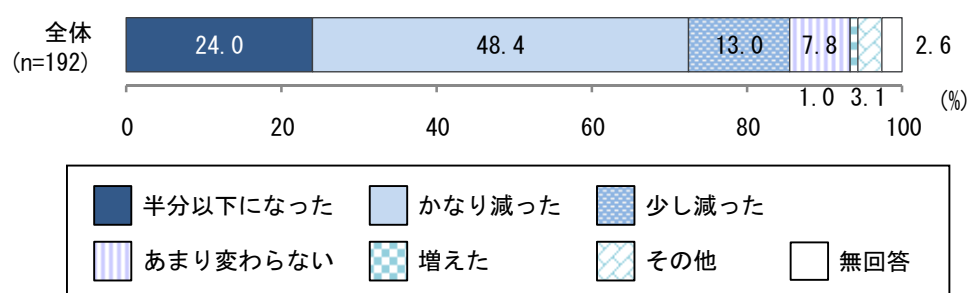 全体
(n=192)
24.0 48.4 13.0 7.8 2.6
1.0 3.1 (%)
0 20 40 60 80 100
半分以下になった かなり減った 少し減った
あまり変わらない 増えた その他 無回答